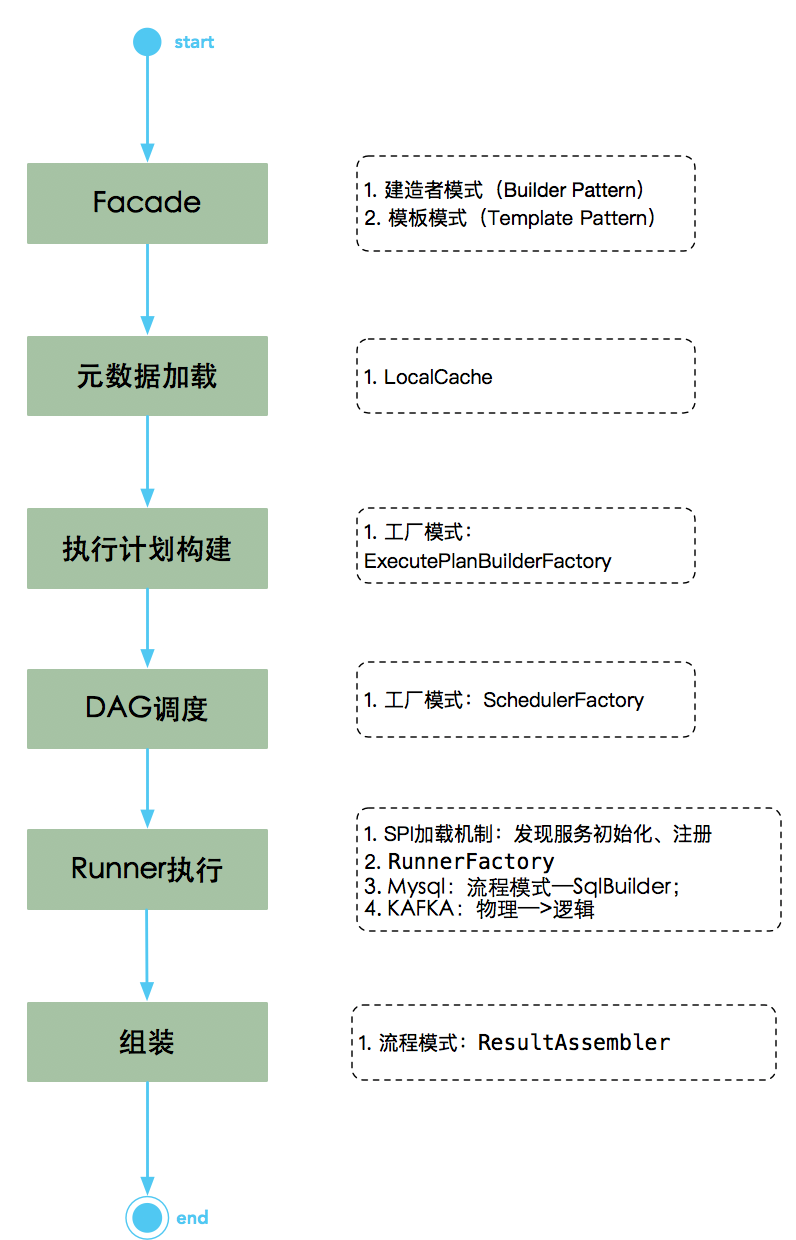 start
Facade
1. 建造者模式（Builder Pattern）
2. 模板模式（Template Pattern）
元数据加载
1. LocalCache
执行计划构建
1. 工厂模式：
ExecutePlanBuilderFactory
DAG调度
1. 工厂模式：SchedulerFactory
Runner执行
1. SPI加载机制：发现服务初始化、注册
2. RunnerFactory
3. Mysql：流程模式—SqlBuilder；
4. KAFKA：物理—>逻辑
组装
1. 流程模式：ResultAssembler
end